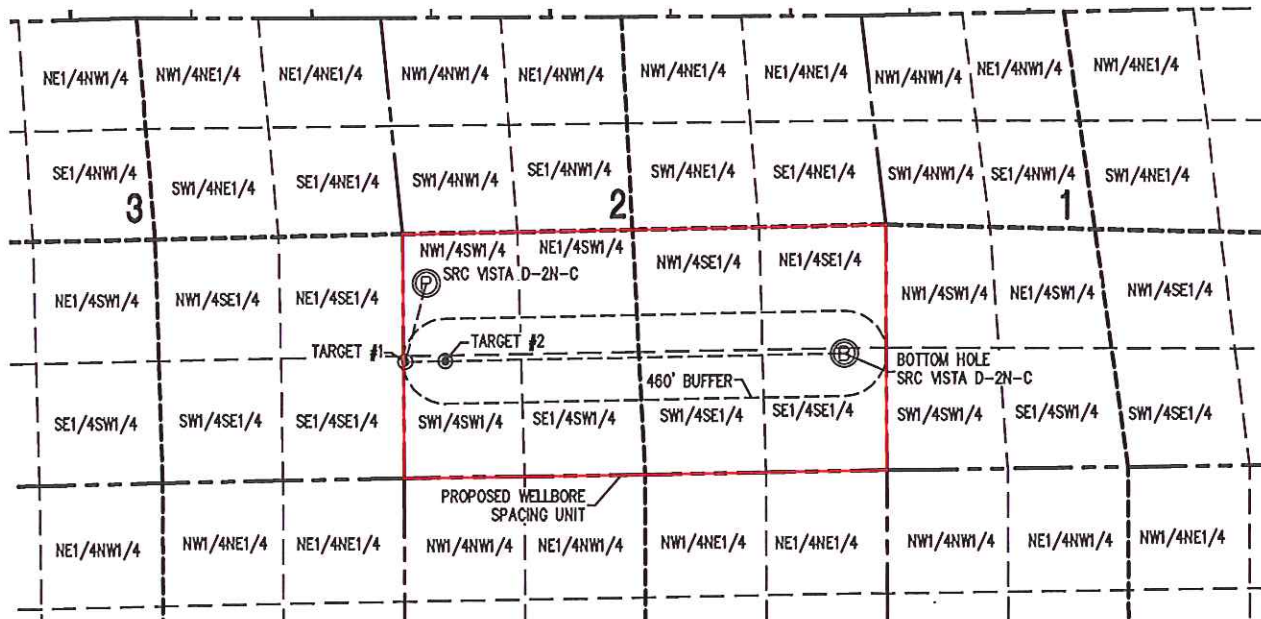 NE1/4NW1/4 NW1/4NE1/4 NE1/4NE1/4 NW1/4NW1/4 NE1/4NW1/4 NW1/4NE1/4 NE1/4NE1/4 NW1/4NW1/4 NE1/4NW1/4 NW1/4NE1/4
SE1/4NW1/4 SW1/4NE1/4 SE1/4NE1/4 SW1/4NW1/4 SE1/4NW1/4 SW1/4NE1/4 SE1/4NE1/4 SW1/4NW1/4 SE1/4NW1/4 SW1/4NE1/4
3 2 1
NW1/4SW1/4 NE1/4SW1/4 NW1/4SE1/4 NE1/4SE1/4
P SRC VISTA D-2N-C
NE1/4SW1/4 NW1/4SE1/4 NE1/4SE1/4 NW1/4SW1/4 NE1/4SW1/4 NW1/4SE1/4
TARGET #1 TARGET #2
B BOTTOM HOLE
SRC VISTA D-2N-C
460' BUFFER
SE1/4SW1/4 SW1/4SE1/4 SE1/4SE1/4 SW1/4SW1/4 SE1/4SW1/4 SW1/4SE1/4 SE1/4SE1/4 SW1/4SW1/4 SE1/4SW1/4 SW1/4SE1/4
PROPOSED WELLBORE
SPACING UNIT
NE1/4NW1/4 NW1/4NE1/4 NE1/4NE1/4 NW1/4NW1/4 NE1/4NW1/4 NW1/4NE1/4 NE1/4NE1/4 NW1/4NW1/4 NE1/4NW1/4 NW1/4NE1/4